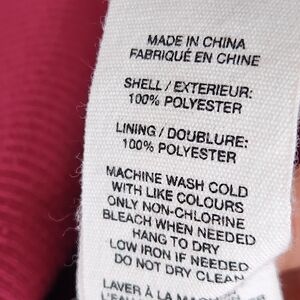 MADE IN CHINA
FABRIQUÉ EN CHINE
SHELL / EXTERIEUR:
100% POLYESTER
LINING / DOUBLURE:
100% POLYESTER
MACHINE WASH COLD
WITH LIKE COLOURS
ONLY NON-CHLORINE
BLEACH WHEN NEEDED
HANG TO DRY
LOW IRON IF NEEDED
DO NOT DRY CLEAN
LAVER À LA MACHINE
L'EAU